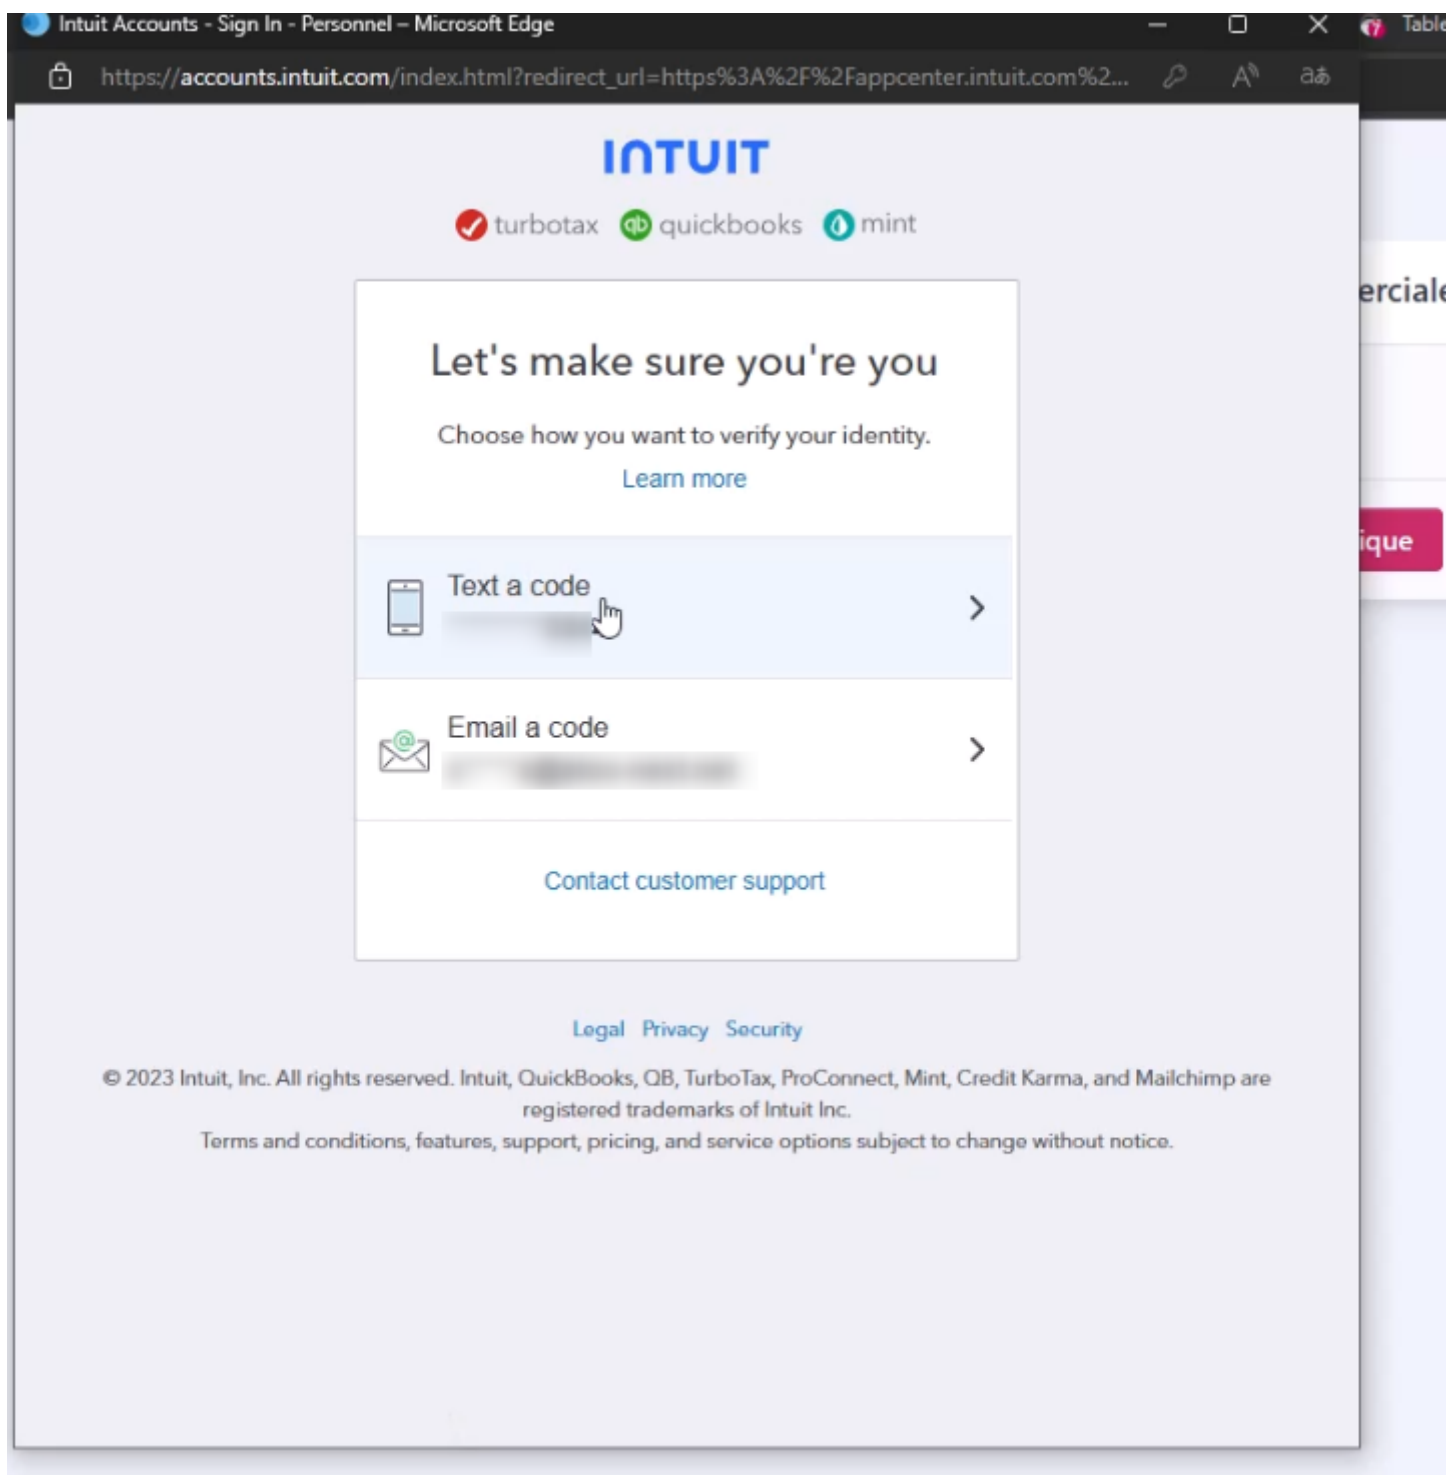 Intuit Accounts - Sign In - Personnel – Microsoft Edge
Table
https://accounts.intuit.com/index.html?redirect_url=https%3A%2F%2Fappcenter.intuit.com%2...
INTUIT
turbotax quickbooks mint
erciale
Let's make sure you're you
Choose how you want to verify your identity.
Learn more
ique
Text a code
Email a code
Contact customer support
Legal Privacy Security
© 2023 Intuit, Inc. All rights reserved. Intuit, QuickBooks, QB, TurboTax, ProConnect, Mint, Credit Karma, and Mailchimp are
registered trademarks of Intuit Inc.
Terms and conditions, features, support, pricing, and service options subject to change without notice.